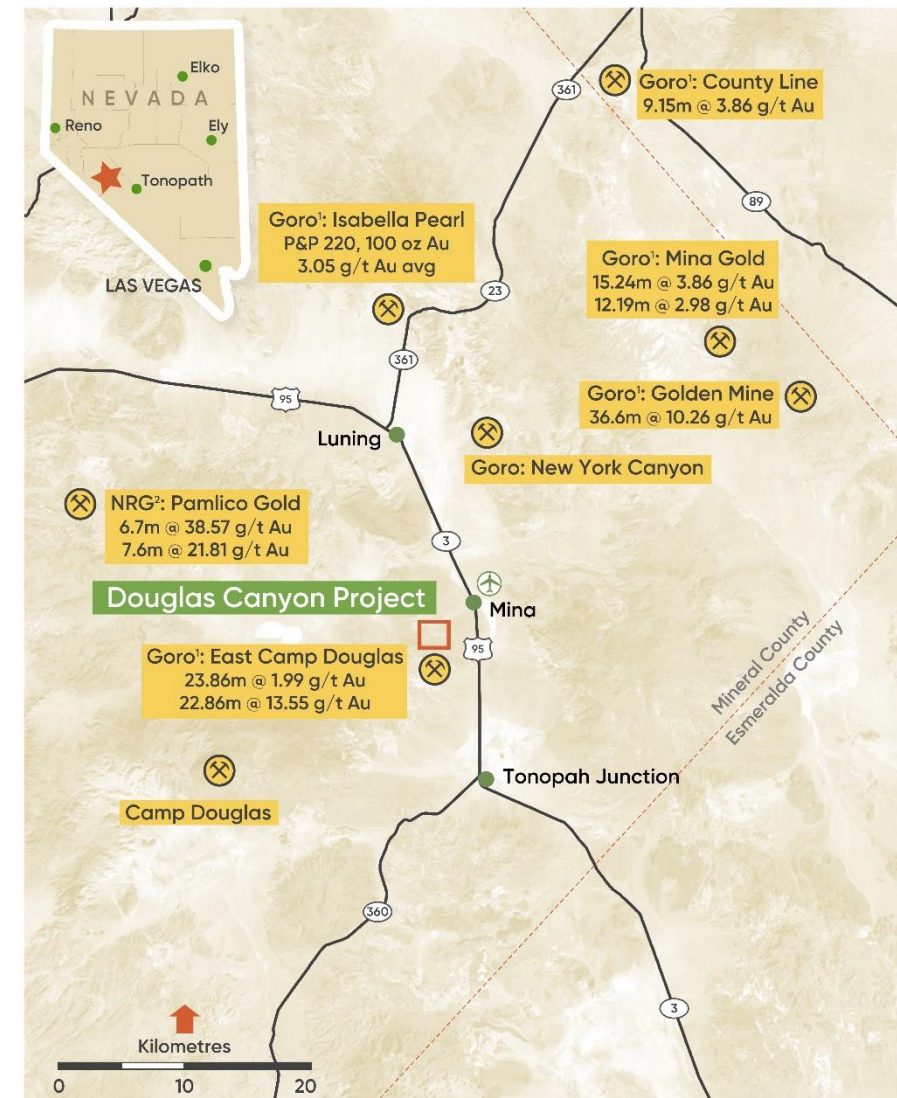 Elko
NEVADA
Reno
Ely
Tonopath
LAS VEGAS
361
Goro¹: County Line
9.15m @ 3.86 g/t Au
89
Goro¹: Isabella Pearl
P&P 220, 100 oz Au
3.05 g/t Au avg
Goro¹: Mina Gold
15.24m @ 3.86 g/t Au
12.19m @ 2.98 g/t Au
23
361
95
Goro¹: Golden Mine
36.6m @ 10.26 g/t Au
Luning
Goro: New York Canyon
NRG²: Pamlico Gold
6.7m @ 38.57 g/t Au
7.6m @ 21.81 g/t Au
3
Douglas Canyon Project
Mina
95
Goro¹: East Camp Douglas
23.86m @ 1.99 g/t Au
22.86m @ 13.55 g/t Au
Mineral County
Esmeralda County
Tonopah Junction
Camp Douglas
360
3
Kilometres
0 10 20